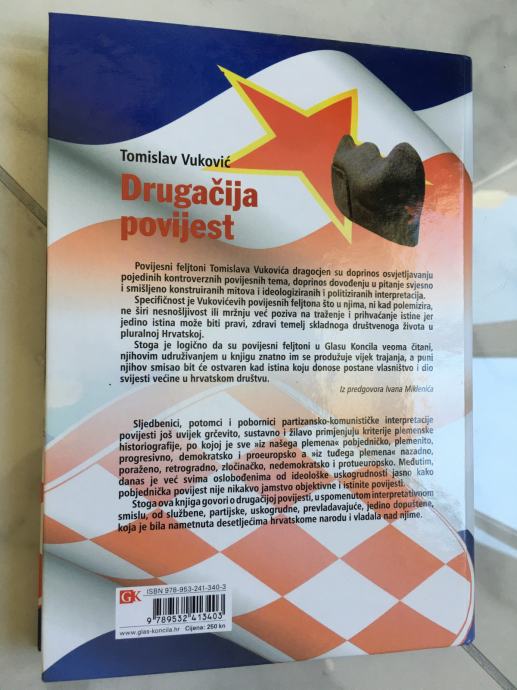 Tomislav Vuković
Drugačija
povijest
Povijesni feljtoni Tomislava Vukovića dragocjen su doprinos osvjetljavanju
pojedinih kontroverznih povijesnih tema, doprinos dovođenju u pitanje svjesno
i smišljeno konstruiranih mitova i ideologiziranih i politiziranih interpretacija.
Specifičnost je Vukovićevih povijesnih feljtona što u njima, ni kad polemizira,
ne širi nesnošljivost ili mržnju već poziva na traženje i prihvaćanje istine jer
jedino istina može biti pravi, zdravi temelj skladnoga društvenoga života u
pluralnoj Hrvatskoj.
Stoga je logično da su povijesni feljtoni u Glasu Koncila veoma čitani,
njihovim udruživanjem u knjigu znatno im se produžuje vijek trajanja, a puni
njihov smisao bit će ostvaren kad istina koju donose postane vlasništvo i dio
svijesti većine u hrvatskom društvu.
Iz predgovora Ivana Miklenića
Sljedbenici, potomci i pobornici partizansko-komunističke interpretacije
povijesti još uvijek grčevito, sustavno i žilavo primjenjuju kriterije plemenske
historiografije, po kojoj je sve »iz našega plemena« pobjedničko, plemenito,
progresivno, demokratsko i proeuropsko a »iz tuđega plemena« nazadno,
poraženo, retrogradno, zločinačko, nedemokratsko i protueuropsko. Međutim,
danas je već svima oslobođenima od ideološke uskogrudnosti jasno kako
pobjednička povijest nije nikakvo jamstvo objektivne i istinite povijesti.
Stoga ova knjiga govori o drugačijoj povijesti, u spomenutom interpretativnom
smislu, od službene, partijske, uskogrudne, prevladavajuće, jedino dopuštene,
koja je bila nametnuta desetljećima hrvatskome narodu i vladala nad njime.
GK
ISBN 978-953-241-340-3
9 789532 413403
www.glas-koncila.hr Cijena: 250 kn